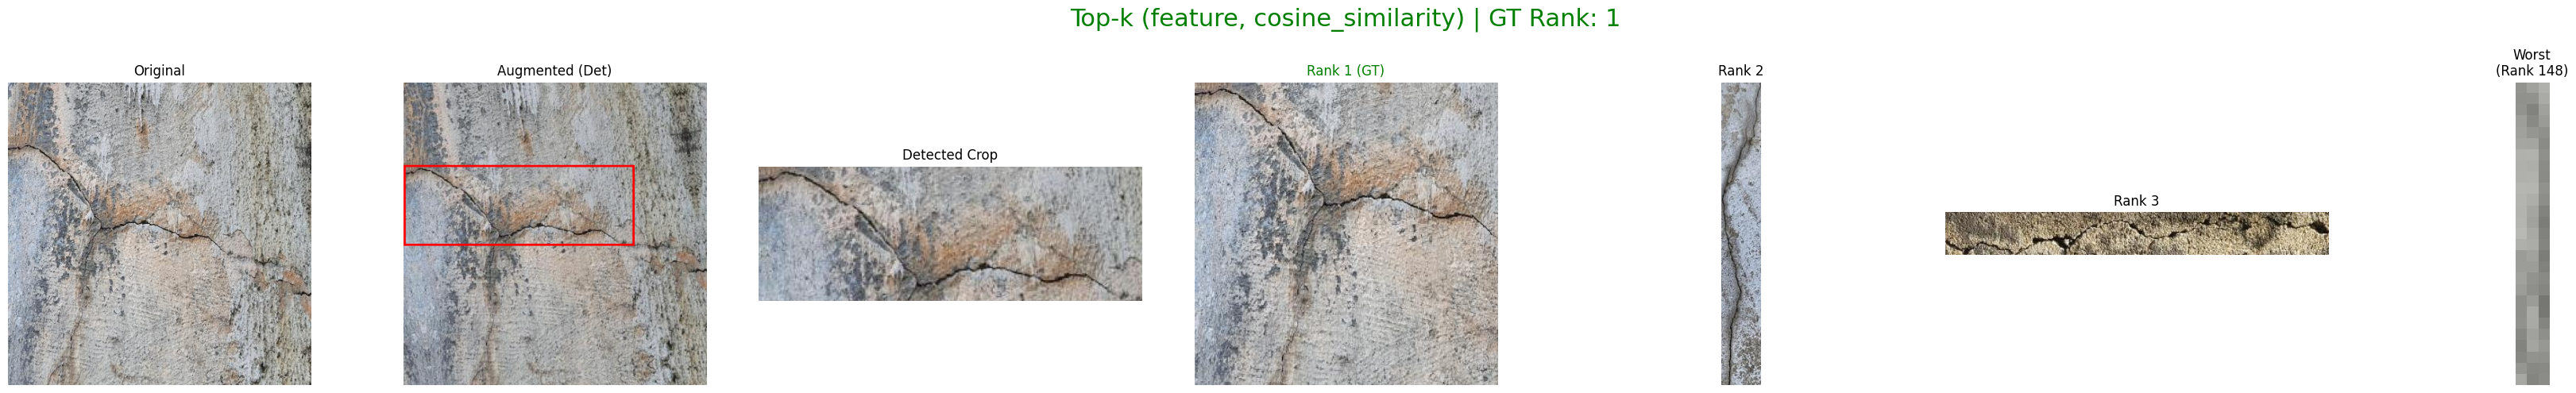 Top-k (feature, cosine_similarity) | GT Rank: 1
Original
Augmented (Det)
Detected Crop
Rank 1 (GT)
Rank 2
Rank 3
Worst
(Rank 148)